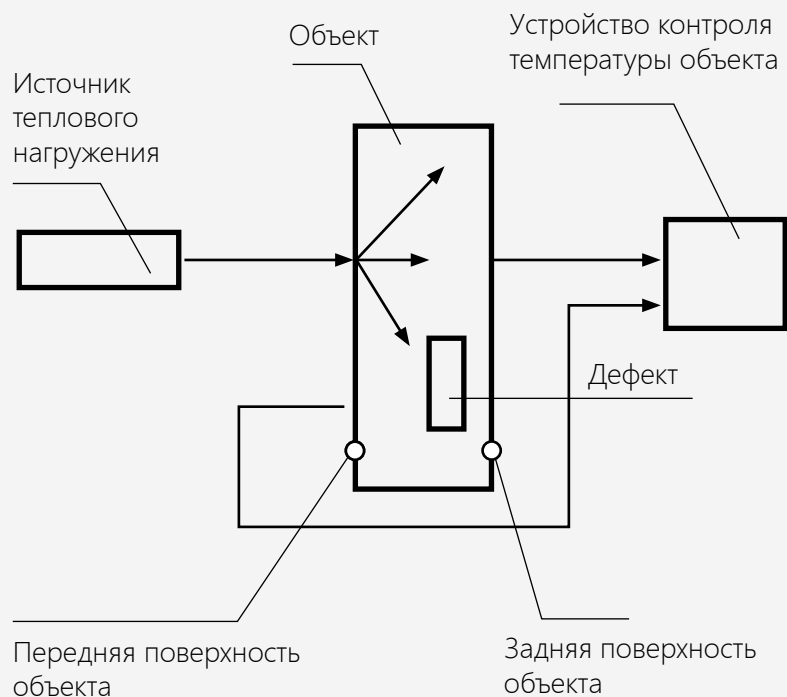 Устройство контроля
температуры объекта
Объект
Источник
теплового
нагружения
Дефект
Передняя поверхность
объекта
Задняя поверхность
объекта